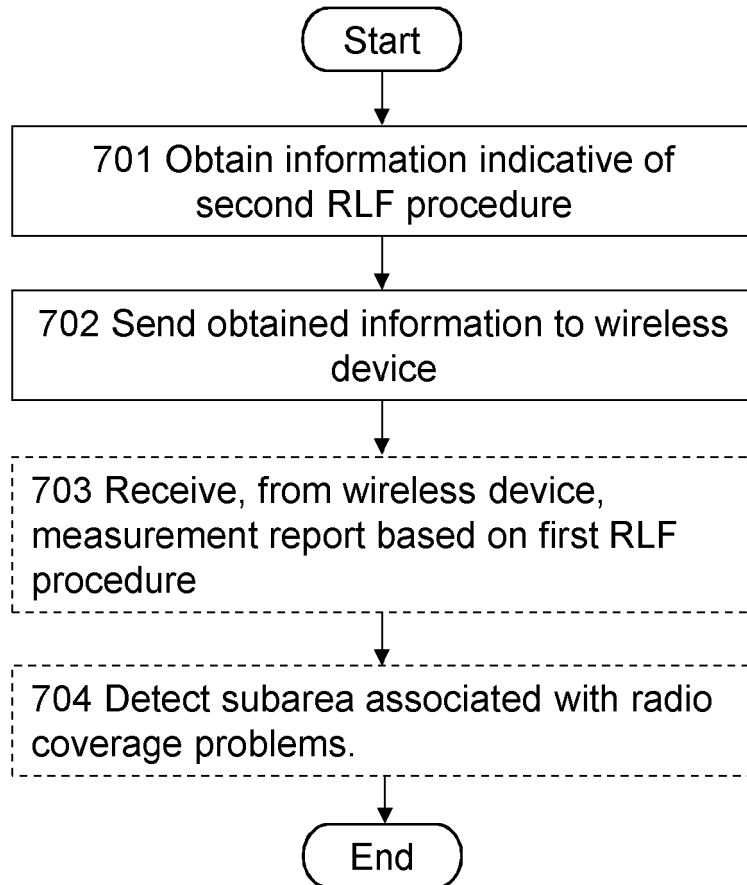 Start
701 Obtain information indicative of
second RLF procedure
702 Send obtained information to wireless
device
703 Receive, from wireless device,
measurement report based on first RLF
procedure
704 Detect subarea associated with radio
coverage problems.
End